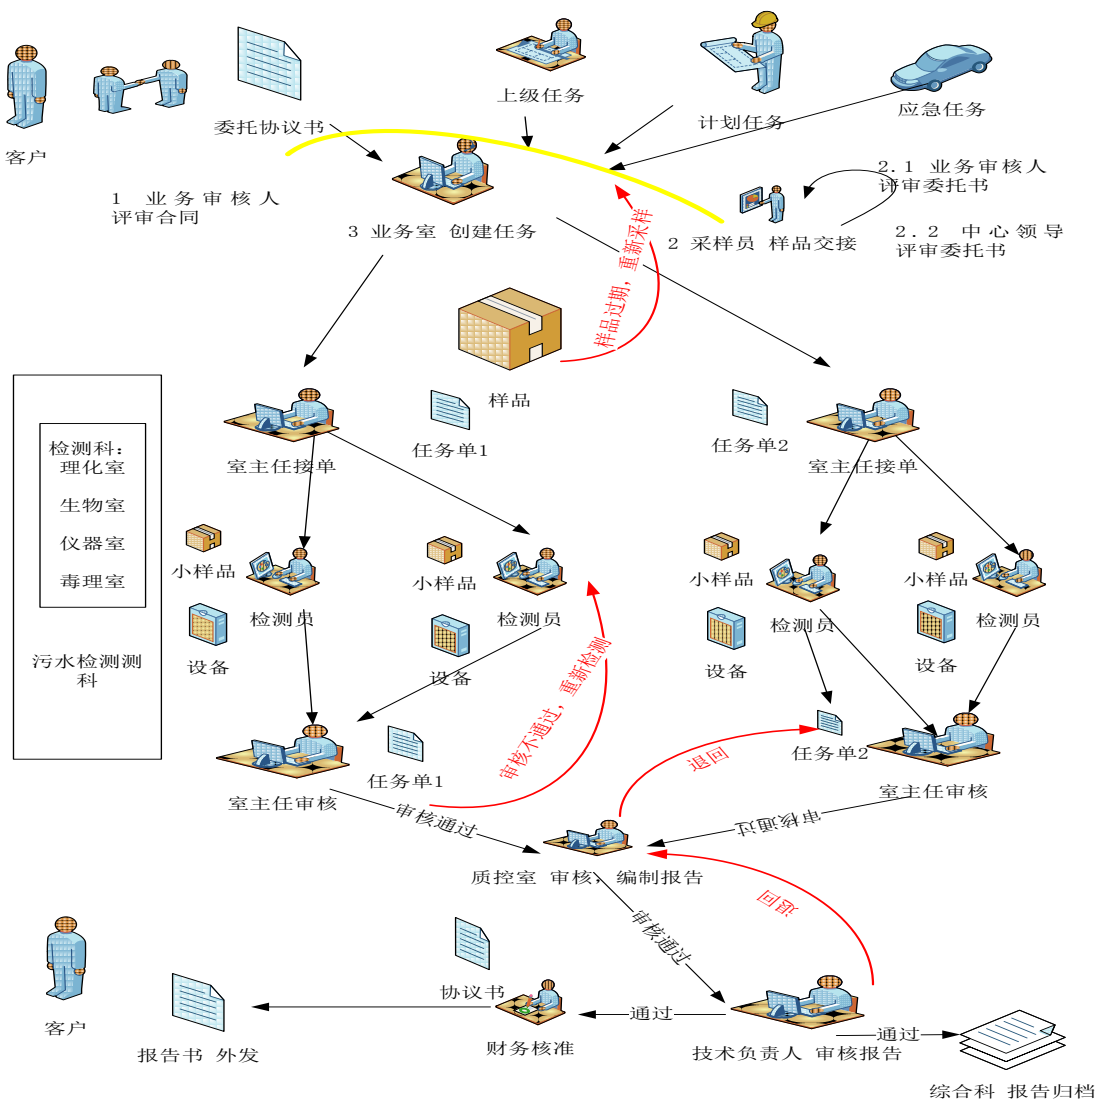 客户
委托协议书
上级任务
计划任务
应急任务
1 业务审核人
评审合同
3 业务室 创建任务
2 采样员 样品交接
2.1 业务审核人
评审委托书
2.2 中心领导
评审委托书
样品过期，重新采样
样品
任务单1
任务单2
室主任接单
室主任接单
检测科：
理化室
生物室
仪器室
毒理室
污水检测测
科
小样品
检测员
设备
小样品
检测员
设备
小样品
检测员
设备
小样品
检测员
设备
审核不通过，重新检测
任务单1
室主任审核
审核通过
退回
任务单2
室主任审核
审核通过
质控室 审核，编制报告
退回
审核通过
客户
报告书 外发
协议书
财务核准
通过
技术负责人 审核报告
通过
综合科 报告归档